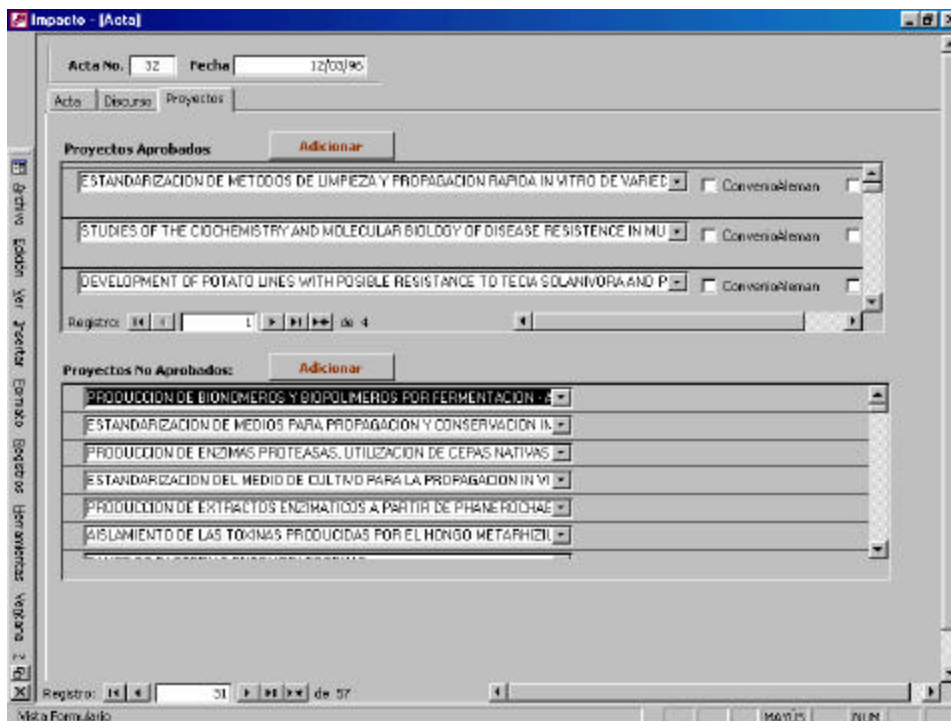 Impacto - [Acta]
Acta No. 32 Fecha 12/03/96
Acta Discurso Proyectos
Proyectos Aprobados Adicionar
ESTANDARIZACION DE METODOS DE LIMPIEZA Y PROPAGACION RAPIDA IN VITRO DE VARIED ConvenioAleman
STUDIES OF THE CIOCHEMISTRY AND MOLECULAR BIOLOGY OF DISEASE RESISTENCE IN MU ConvenioAleman
DEVELOPMENT OF POTATO LINES WITH POSIBLE RESISTANCE TO TECIA SOLANIVORA AND P ConvenioAleman
Registro: 1 de 4
Proyectos No Aprobados: Adicionar
PRODUCCION DE BIONOMEROS Y BIOPOLIMEROS POR FERMENTACION - A
ESTANDARIZACION DE MEDIOS PARA PROPAGACION Y CONSERVACION IN
PRODUCCION DE ENZIMAS PROTEASAS. UTILIZACION DE CEPAS NATIVAS
ESTANDARIZACION DEL MEDIO DE CULTIVO PARA LA PROPAGACION IN VI
PRODUCCION DE EXTRACTOS ENZIMATICOS A PARTIR DE PHANEROCHAE
AISLAMIENTO DE LAS TOXINAS PRODUCIDAS POR EL HONGO METARHIZIU
Registro: 31 de 57
Vista Formulario MAYÚS NUM
Archivo Edición Ver Insertar Formato Registros Herramientas Ventana ?